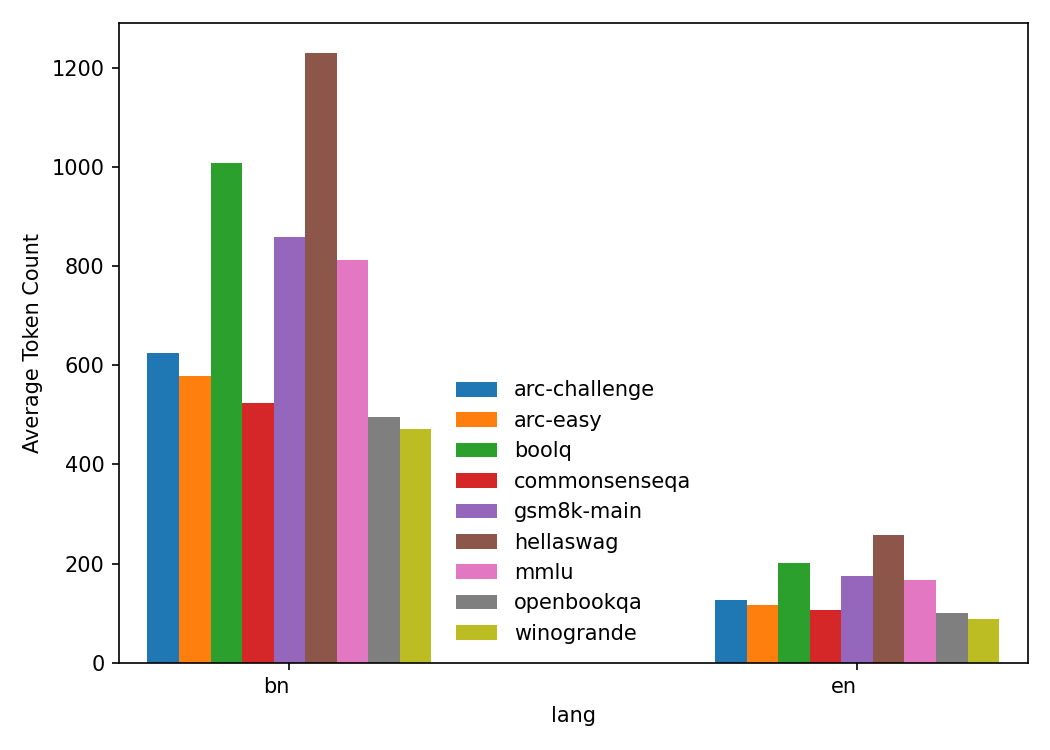 1200
1000
800
600
400
200
0
Average Token Count
arc-challenge
arc-easy
boolq
commonsenseqa
gsm8k-main
hellaswag
mmlu
openbookqa
winogrande
bn
en
lang